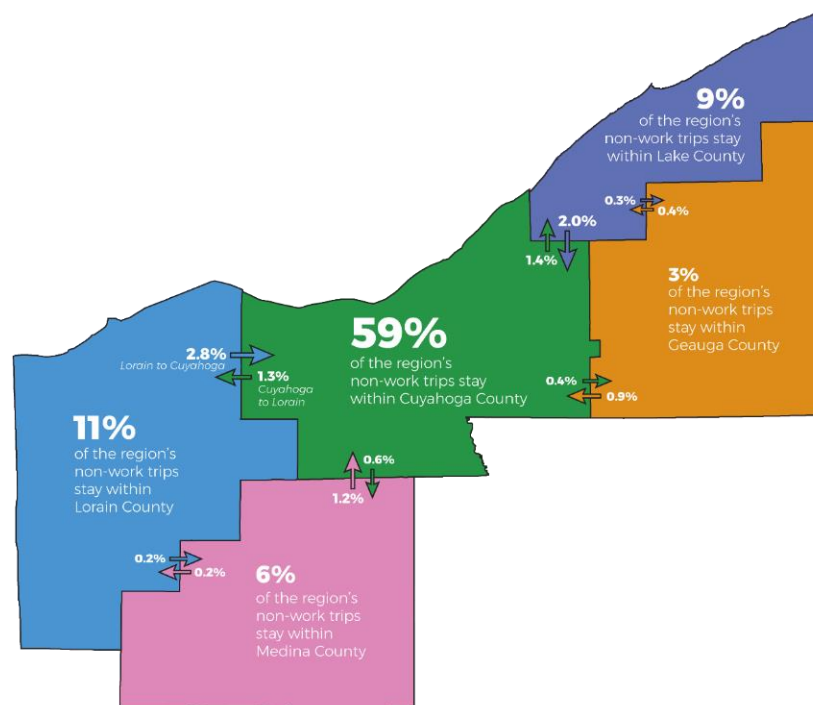 9%
of the region's
non-work trips stay
within Lake County
0.3%
0.4%
2.0%
1.4%
3%
of the region's
non-work trips
stay within
Geauga County
59%
of the region's
non-work trips stay
within Cuyahoga County
2.8%
Lorain to Cuyahoga
1.3%
Cuyahoga
to Lorain
0.4%
0.9%
11%
of the region's
non-work trips
stay within
Lorain County
0.6%
1.2%
0.2%
0.2%
6%
of the region's
non-work trips
stay within
Medina County